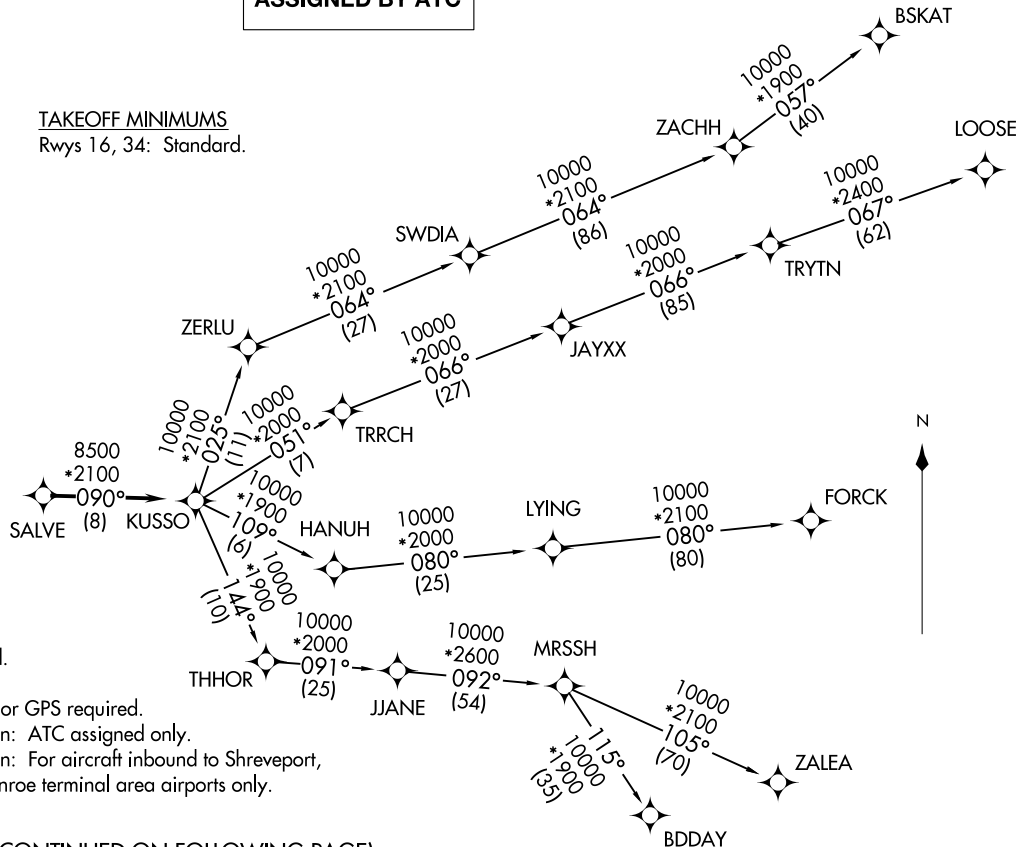 ASSIGNED BY ATC
TAKEOFF MINIMUMS
Rwys 16, 34: Standard.
BSKAT
10000
*1900
057°
(40)
ZACHH
LOOSE
10000
*2100
064°
(86)
10000
*2400
067°
(62)
SWDIA
TRYTN
10000
*2100
064°
(27)
10000
*2000
066°
(85)
ZERLU
JAYXX
10000
*2000
066°
(27)
10000
*2100
025°
(11)
10000
*2000
051°
(7)
TRRCH
N
8500
*2100
090°
(8)
SALVE
KUSSO
10000
*1900
109°
(6)
HANUH
10000
*2000
080°
(25)
LYING
10000
*2100
080°
(80)
FORCK
10000
*1900
144°
(10)
THHOR
10000
*2000
091°
(25)
JJANE
10000
*2600
092°
(54)
MRSSH
10000
*2100
105°
(70)
ZALEA
115°
10000
*1900
(35)
BDDAY
or GPS required.
n: ATC assigned only.
n: For aircraft inbound to Shreveport,
nroe terminal area airports only.
CONTINUED ON FOLLOWING PAGE)